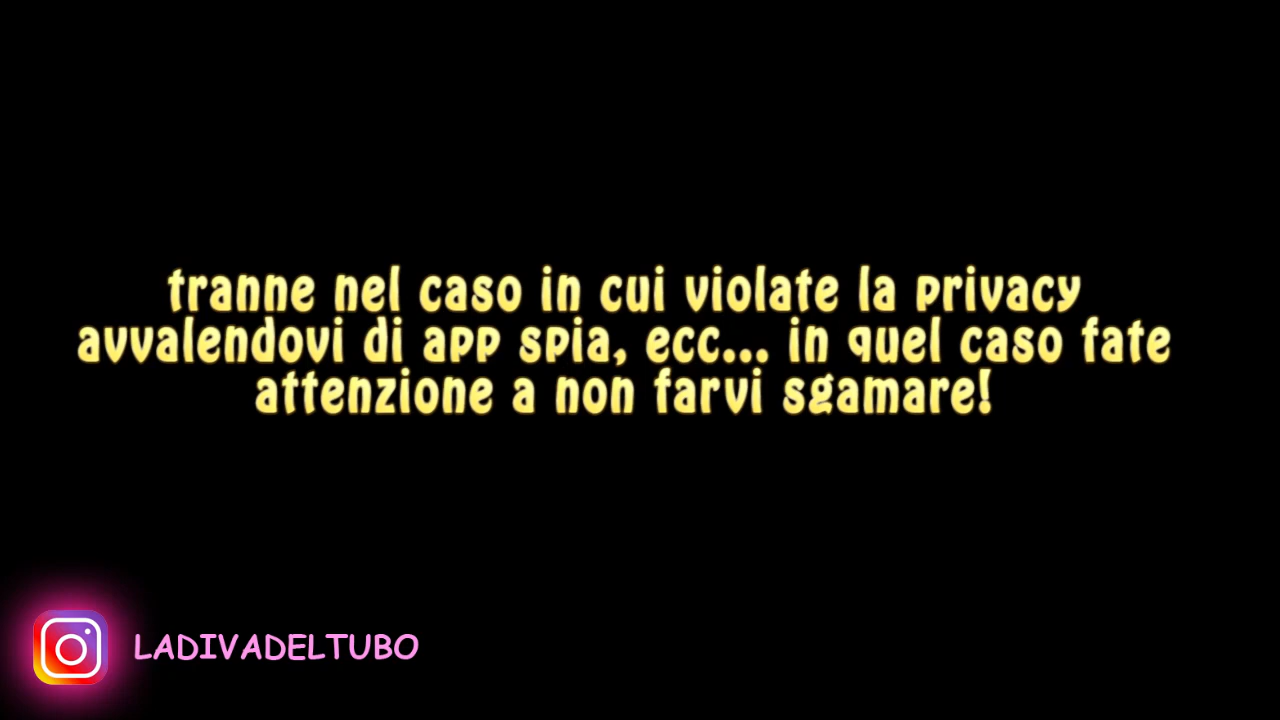 tranne nel caso in cui violate la privacy
avvalendovi di app spia, ecc... in quel caso fate
attenzione a non farvi sgamare!
LADIVADELTUBO